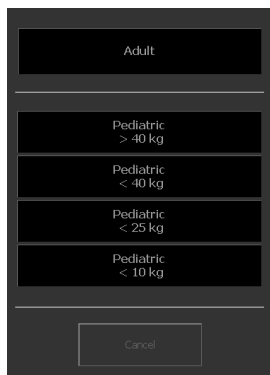 Adult
Pediatric
> 40 kg
Pediatric
< 40 kg
Pediatric
< 25 kg
Pediatric
< 10 kg
Cancel